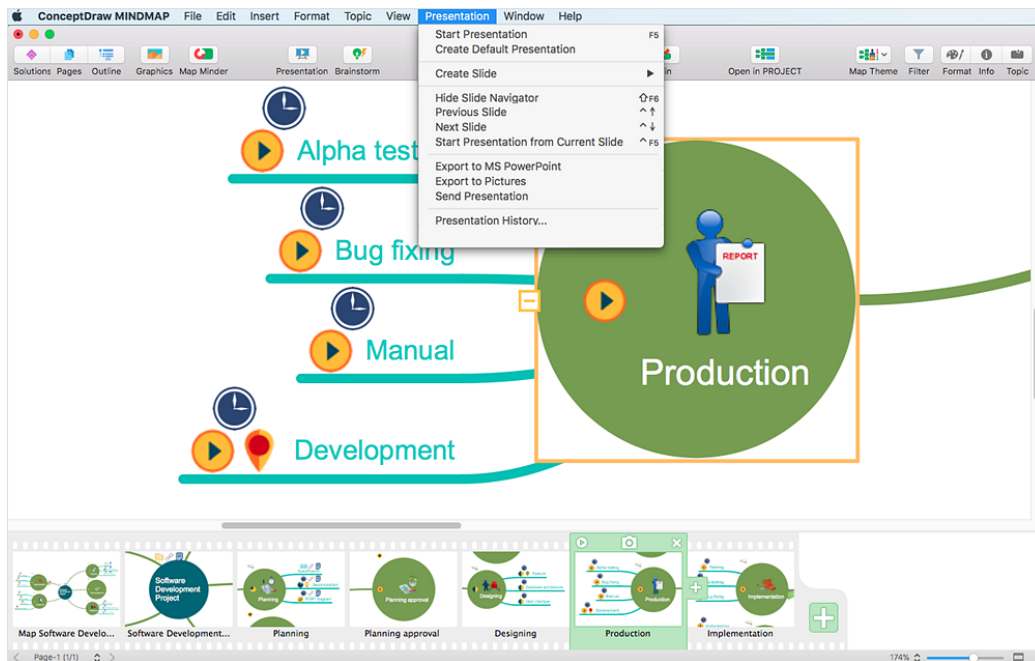 ConceptDraw MINDMAP File Edit Insert Format Topic View Presentation Window Help
Start Presentation F5
Create Default Presentation
Create Slide
Hide Slide Navigator ⇧F6
Previous Slide ^↑
Next Slide ^↓
Start Presentation from Current Slide ^F5
Export to MS PowerPoint
Export to Pictures
Send Presentation
Presentation History...
Solutions Pages Outline Graphics Map Minder Presentation Brainstorm Open in PROJECT Map Theme Filter Format Info Topic
Alpha test
Bug fixing
Manual
Development
REPORT
Production
Software
Development
Project
Planning
Planning approval
Designing
Production
Implementation
Map Software Develo... Software Development... Planning Planning approval Designing Production Implementation
Page-1 (1/1) 174%